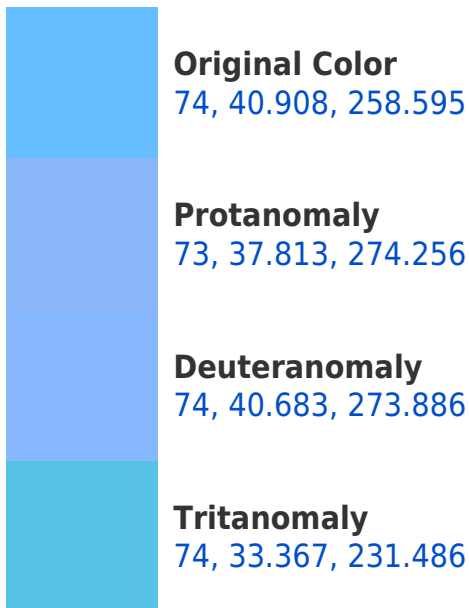 Original Color
74, 40.908, 258.595
Protanomaly
73, 37.813, 274.256
Deuteranomaly
74, 40.683, 273.886
Tritanomaly
74, 33.367, 231.486